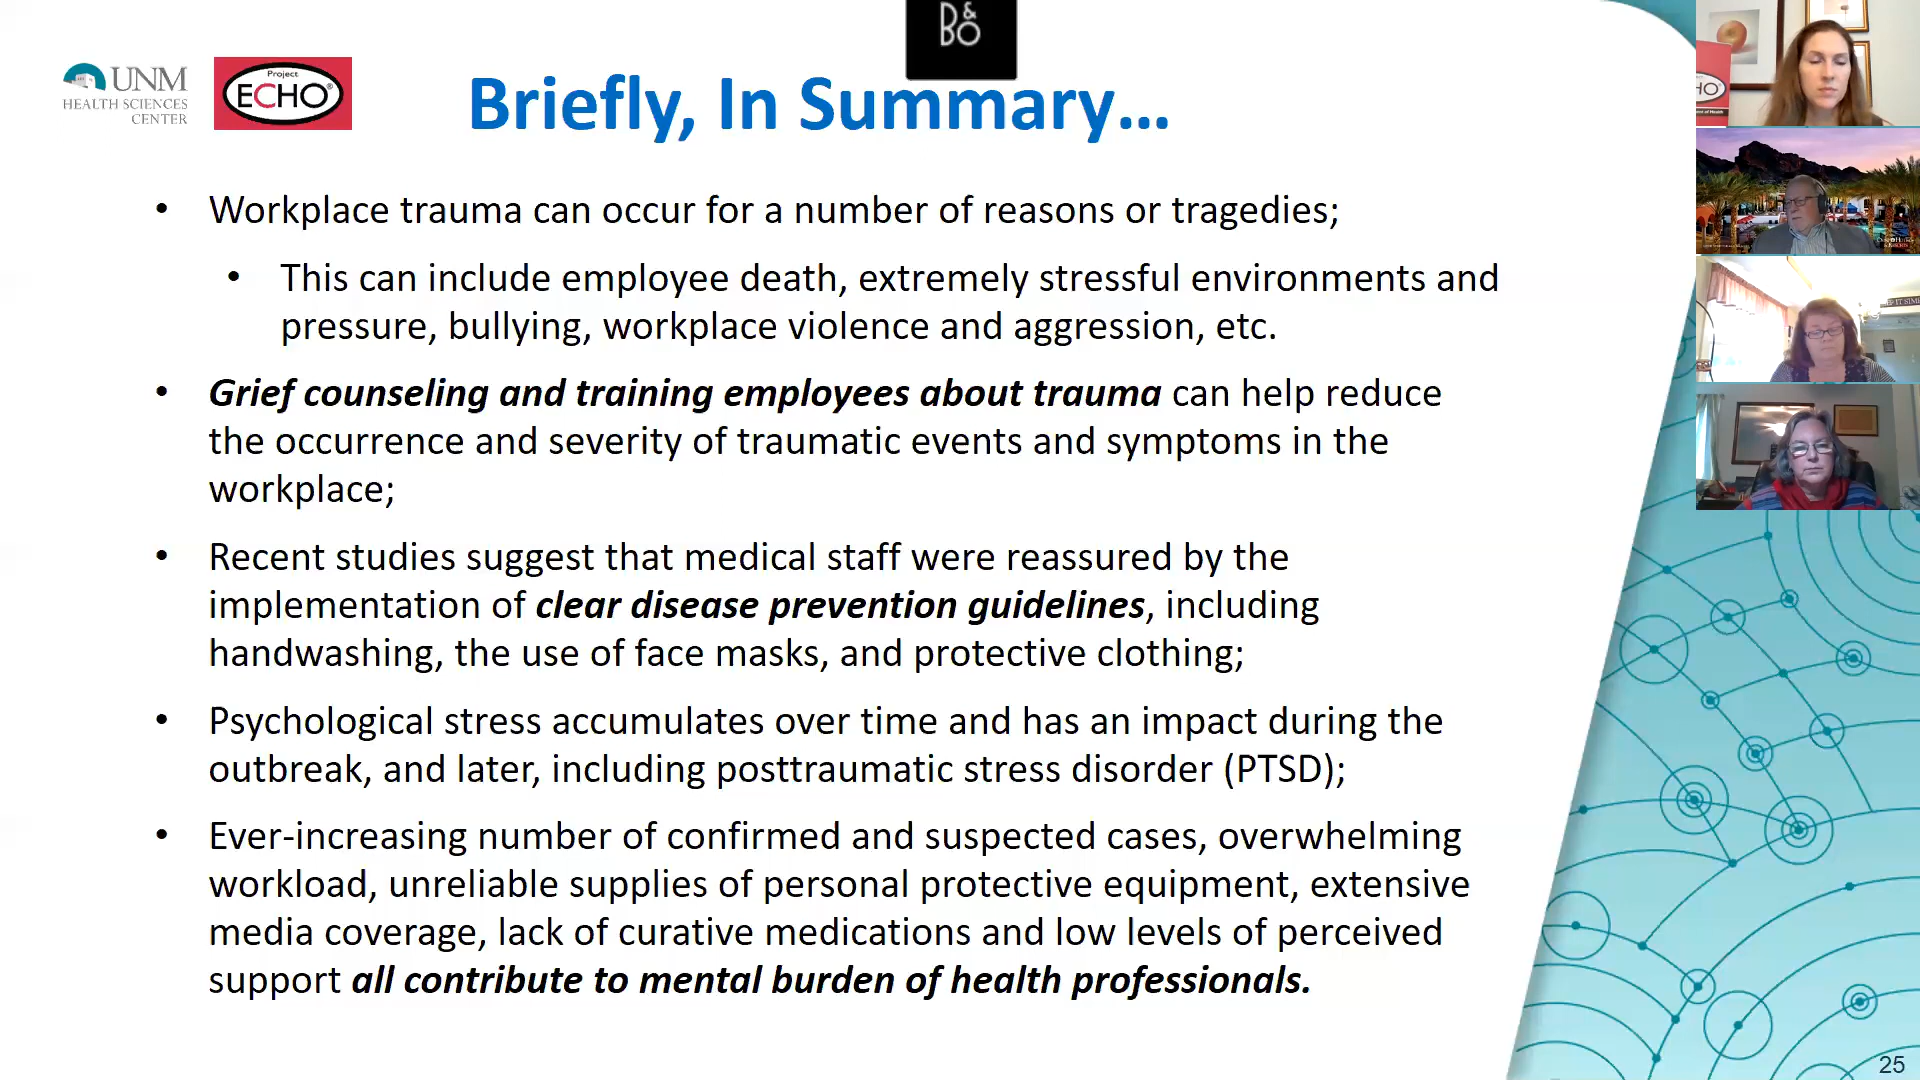 B&O
UNM
HEALTH SCIENCES
CENTER
Project
ECHO®
Briefly, In Summary...
• Workplace trauma can occur for a number of reasons or tragedies;
• This can include employee death, extremely stressful environments and
pressure, bullying, workplace violence and aggression, etc.
• Grief counseling and training employees about trauma can help reduce
the occurrence and severity of traumatic events and symptoms in the
workplace;
• Recent studies suggest that medical staff were reassured by the
implementation of clear disease prevention guidelines, including
handwashing, the use of face masks, and protective clothing;
• Psychological stress accumulates over time and has an impact during the
outbreak, and later, including posttraumatic stress disorder (PTSD);
• Ever-increasing number of confirmed and suspected cases, overwhelming
workload, unreliable supplies of personal protective equipment, extensive
media coverage, lack of curative medications and low levels of perceived
support all contribute to mental burden of health professionals.
HO
25